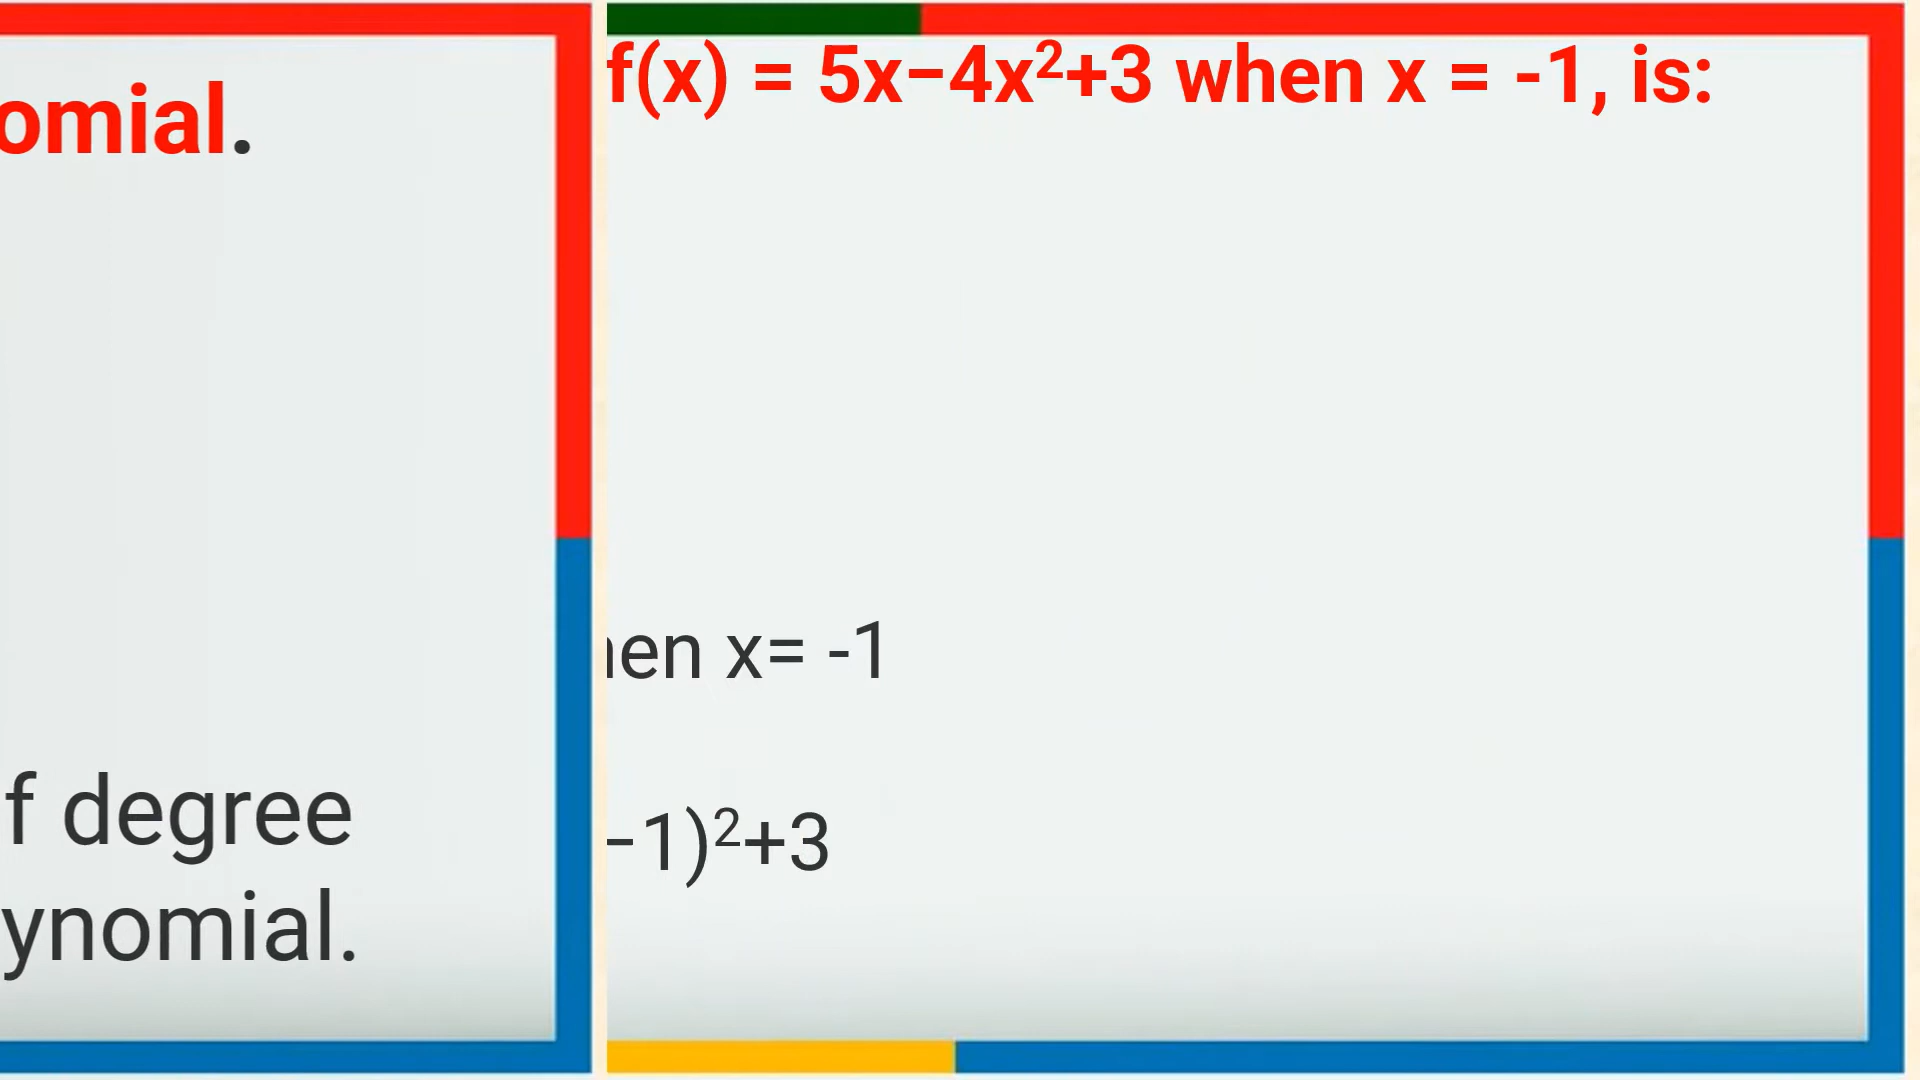 omial.
f degree
ynomial.
f(x) = 5x−4x²+3 when x = -1, is:
en x= -1
−1)²+3